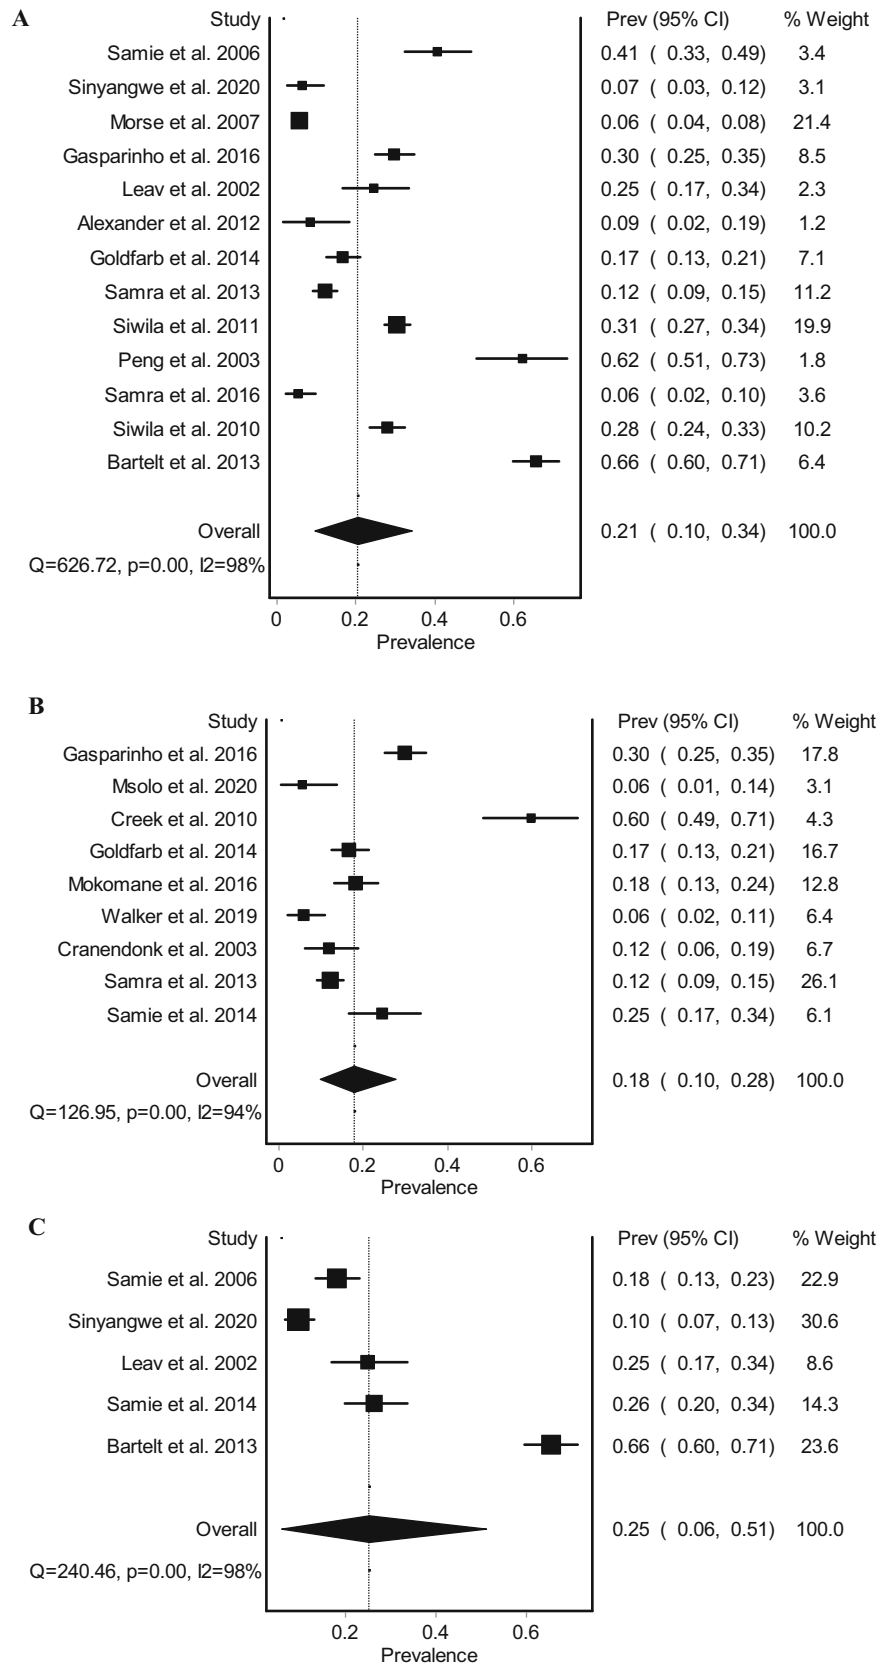 A
Study Prev (95% CI) % Weight
Samie et al. 2006 0.41 ( 0.33, 0.49) 3.4
Sinyangwe et al. 2020 0.07 ( 0.03, 0.12) 3.1
Morse et al. 2007 0.06 ( 0.04, 0.08) 21.4
Gasparinho et al. 2016 0.30 ( 0.25, 0.35) 8.5
Leav et al. 2002 0.25 ( 0.17, 0.34) 2.3
Alexander et al. 2012 0.09 ( 0.02, 0.19) 1.2
Goldfarb et al. 2014 0.17 ( 0.13, 0.21) 7.1
Samra et al. 2013 0.12 ( 0.09, 0.15) 11.2
Siwila et al. 2011 0.31 ( 0.27, 0.34) 19.9
Peng et al. 2003 0.62 ( 0.51, 0.73) 1.8
Samra et al. 2016 0.06 ( 0.02, 0.10) 3.6
Siwila et al. 2010 0.28 ( 0.24, 0.33) 10.2
Bartelt et al. 2013 0.66 ( 0.60, 0.71) 6.4
Overall 0.21 ( 0.10, 0.34) 100.0
Q=626.72, p=0.00, I2=98%
0 0.2 0.4 0.6
Prevalence
B
Study Prev (95% CI) % Weight
Gasparinho et al. 2016 0.30 ( 0.25, 0.35) 17.8
Msolo et al. 2020 0.06 ( 0.01, 0.14) 3.1
Creek et al. 2010 0.60 ( 0.49, 0.71) 4.3
Goldfarb et al. 2014 0.17 ( 0.13, 0.21) 16.7
Mokomane et al. 2016 0.18 ( 0.13, 0.24) 12.8
Walker et al. 2019 0.06 ( 0.02, 0.11) 6.4
Cranendonk et al. 2003 0.12 ( 0.06, 0.19) 6.7
Samra et al. 2013 0.12 ( 0.09, 0.15) 26.1
Samie et al. 2014 0.25 ( 0.17, 0.34) 6.1
Overall 0.18 ( 0.10, 0.28) 100.0
Q=126.95, p=0.00, I2=94%
0 0.2 0.4 0.6
Prevalence
C
Study Prev (95% CI) % Weight
Samie et al. 2006 0.18 ( 0.13, 0.23) 22.9
Sinyangwe et al. 2020 0.10 ( 0.07, 0.13) 30.6
Leav et al. 2002 0.25 ( 0.17, 0.34) 8.6
Samie et al. 2014 0.26 ( 0.20, 0.34) 14.3
Bartelt et al. 2013 0.66 ( 0.60, 0.71) 23.6
Overall 0.25 ( 0.06, 0.51) 100.0
Q=240.46, p=0.00, I2=98%
0.2 0.4 0.6
Prevalence